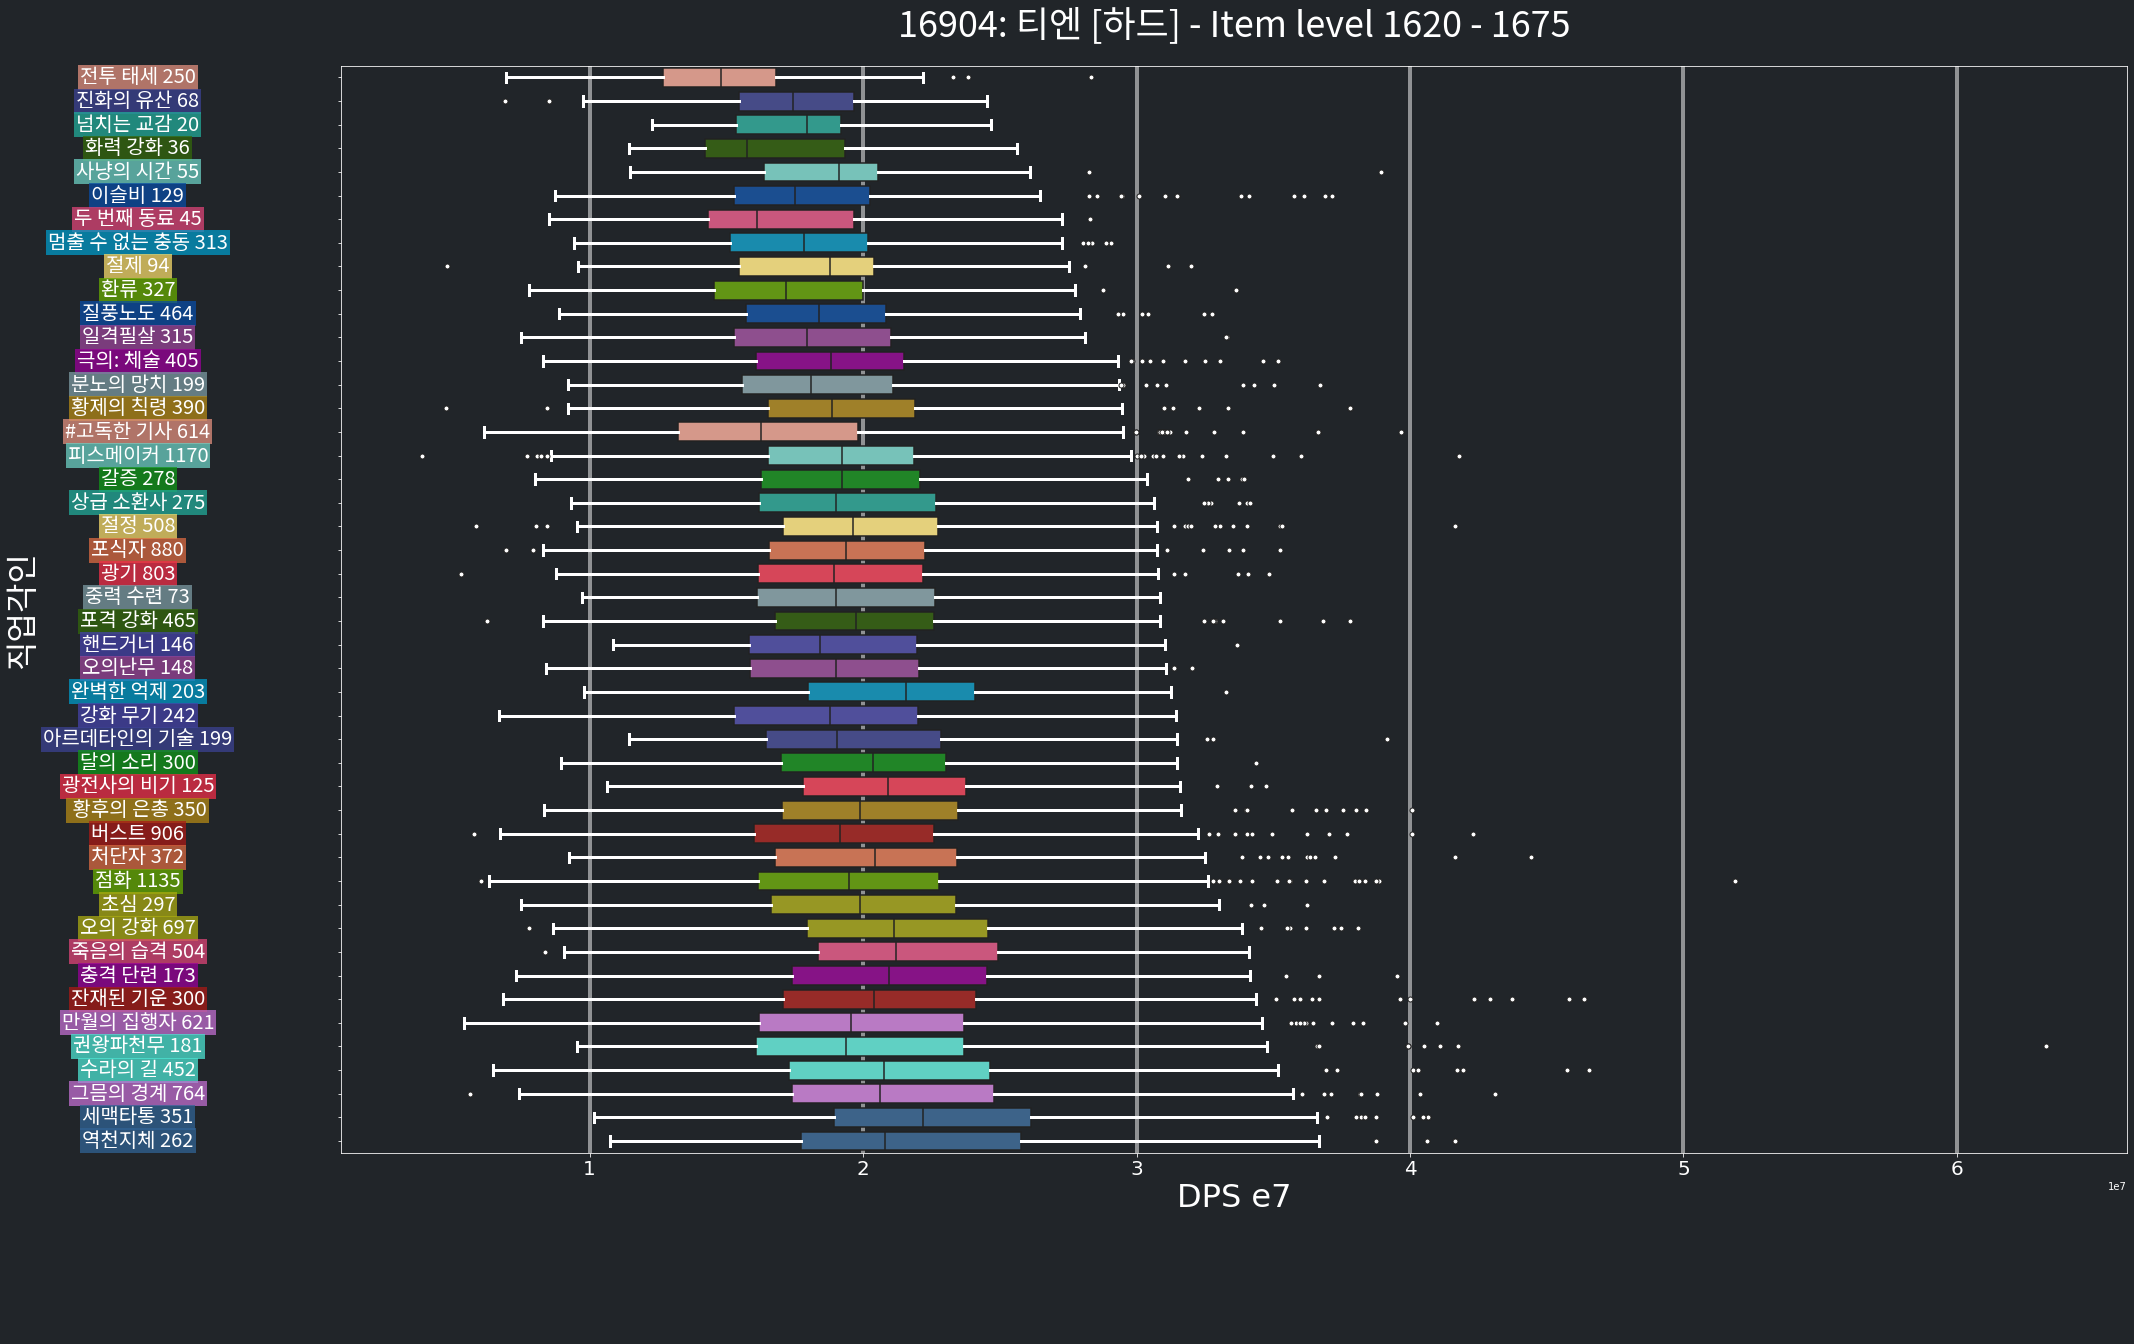 16904: 티엔 [하드] - Item level 1620 - 1675
전투 태세 250
진화의 유산 68
넘치는 교감 20
화력 강화 36
사냥의 시간 55
이슬비 129
두 번째 동료 45
멈출 수 없는 충동 313
절제 94
환류 327
질풍노도 464
일격필살 315
극의: 체술 405
분노의 망치 199
황제의 칙령 390
#고독한 기사 614
피스메이커 1170
갈증 278
상급 소환사 275
절정 508
포식자 880
광기 803
중력 수련 73
포격 강화 465
핸드거너 146
오의난무 148
완벽한 억제 203
강화 무기 242
아르데타인의 기술 199
달의 소리 300
광전사의 비기 125
황후의 은총 350
버스트 906
처단자 372
점화 1135
초심 297
오의 강화 697
죽음의 습격 504
충격 단련 173
잔재된 기운 300
만월의 집행자 621
권왕파천무 181
수라의 길 452
그믐의 경계 764
세맥타통 351
역천지체 262
직업각인
1 2 3 4 5 6
DPS e7
1e7